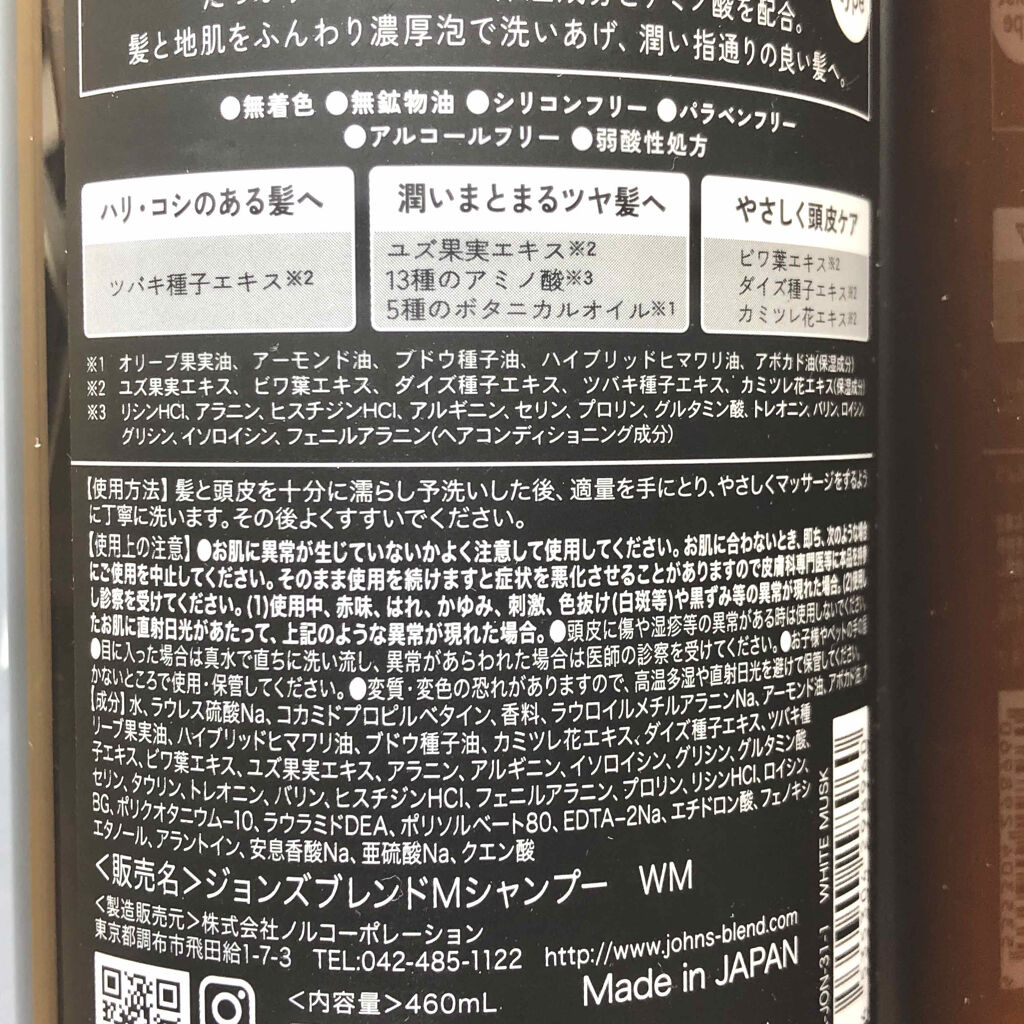 酸を配合。
髪と地肌をふんわり濃厚泡で洗いあげ、潤い指通りの良い髪へ。
●無着色 ●無鉱物油 ●シリコンフリー ●パラベンフリー
●アルコールフリー ●弱酸性処方
ハリ・コシのある髪へ
ツバキ種子エキス※2
潤いまとまるツヤ髪へ
ユズ果実エキス※2
13種のアミノ酸※3
5種のボタニカルオイル※1
やさしく頭皮ケア
ビワ葉エキス※2
ダイズ種子エキス※2
カミツレ花エキス※2
※1 オリーブ果実油、アーモンド油、ブドウ種子油、ハイブリッドヒマワリ油、アボカド油(保湿成分)
※2 ユズ果実エキス、ビワ葉エキス、ダイズ種子エキス、ツバキ種子エキス、カミツレ花エキス(保湿成分)
※3 リシンHCl、アラニン、ヒスチジンHCl、アルギニン、セリン、プロリン、グルタミン酸、トレオニン、バリン、ロイシン、
グリシン、イソロイシン、フェニルアラニン(ヘアコンディショニング成分)
【使用方法】髪と頭皮を十分に濡らし予洗いした後、適量を手にとり、やさしくマッサージをするよう
に丁寧に洗います。その後よくすすいでください。
【使用上の注意】●お肌に異常が生じていないかよく注意して使用してください。お肌に合わないとき、即ち、次のような場合
にご使用を中止してください。そのまま使用を続けますと症状を悪化させることがありますので皮膚科専門医等に本品を持参
し診察を受けてください。(1)使用中、赤味、はれ、かゆみ、刺激、色抜け(白斑等)や黒ずみ等の異常が現れた場合。(2)使用し
たお肌に直射日光があたって、上記のような異常が現れた場合。●頭皮に傷や湿疹等の異常がある時は使用しないでください。
●目に入った場合は真水で直ちに洗い流し、異常があらわれた場合は医師の診察を受けてください。●お子様やペットの手の届
かないところで使用・保管してください。●変質・変色の恐れがありますので、高温多湿や直射日光を避けて保管してください。
【成分】水、ラウレス硫酸Na、コカミドプロピルベタイン、香料、ラウロイルメチルアラニンNa、アーモンド油、アボカド油、オ
リーブ果実油、ハイブリッドヒマワリ油、ブドウ種子油、カミツレ花エキス、ダイズ種子エキス、ツバキ種
子エキス、ビワ葉エキス、ユズ果実エキス、アラニン、アルギニン、イソロイシン、グリシン、グルタミン酸、
セリン、タウリン、トレオニン、バリン、ヒスチジンHCl、フェニルアラニン、プロリン、リシンHCl、ロイシン、
BG、ポリクオタニウム-10、ラウラミドDEA、ポリソルベート80、EDTA-2Na、エチドロン酸、フェノキシ
エタノール、アラントイン、安息香酸Na、亜硫酸Na、クエン酸
<販売名>ジョンズブレンドMシャンプー WM
<製造販売元>株式会社ノルコーポレーション
東京都調布市飛田給1-7-3 TEL:042-485-1122 http://www.johns-blend.com
<内容量>460mL Made in JAPAN
JON-31-1 WHITE MUSK